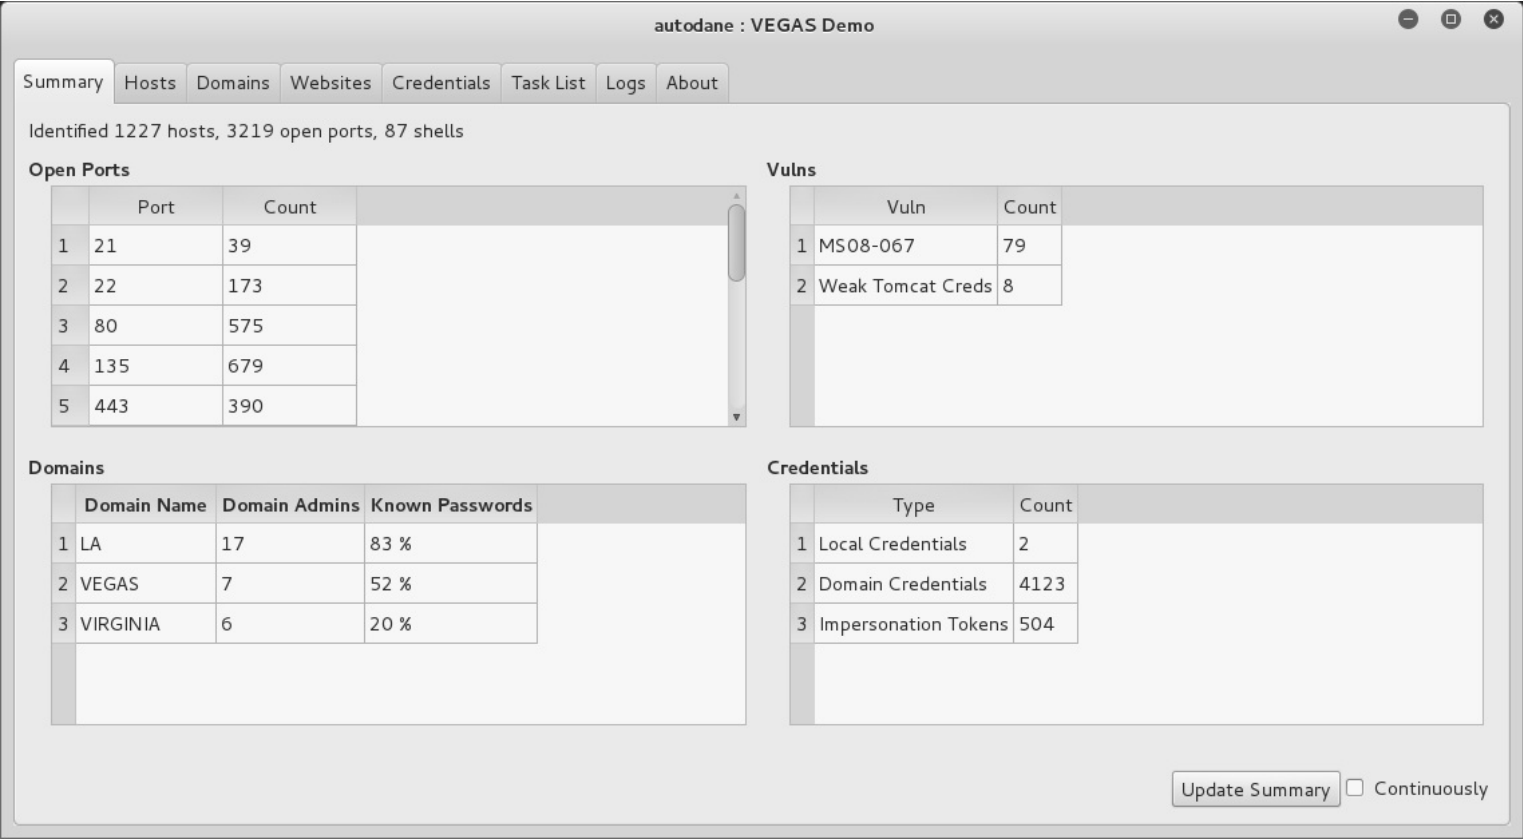 autodane : VEGAS Demo
Summary Hosts Domains Websites Credentials Task List Logs About
Identified 1227 hosts, 3219 open ports, 87 shells
Open Ports
Port Count
1 21 39
2 22 173
3 80 575
4 135 679
5 443 390
Vulns
Vuln Count
1 MS08-067 79
2 Weak Tomcat Creds 8
Domains
Domain Name Domain Admins Known Passwords
1 LA 17 83 %
2 VEGAS 7 52 %
3 VIRGINIA 6 20 %
Credentials
Type Count
1 Local Credentials 2
2 Domain Credentials 4123
3 Impersonation Tokens 504
Update Summary Continuously